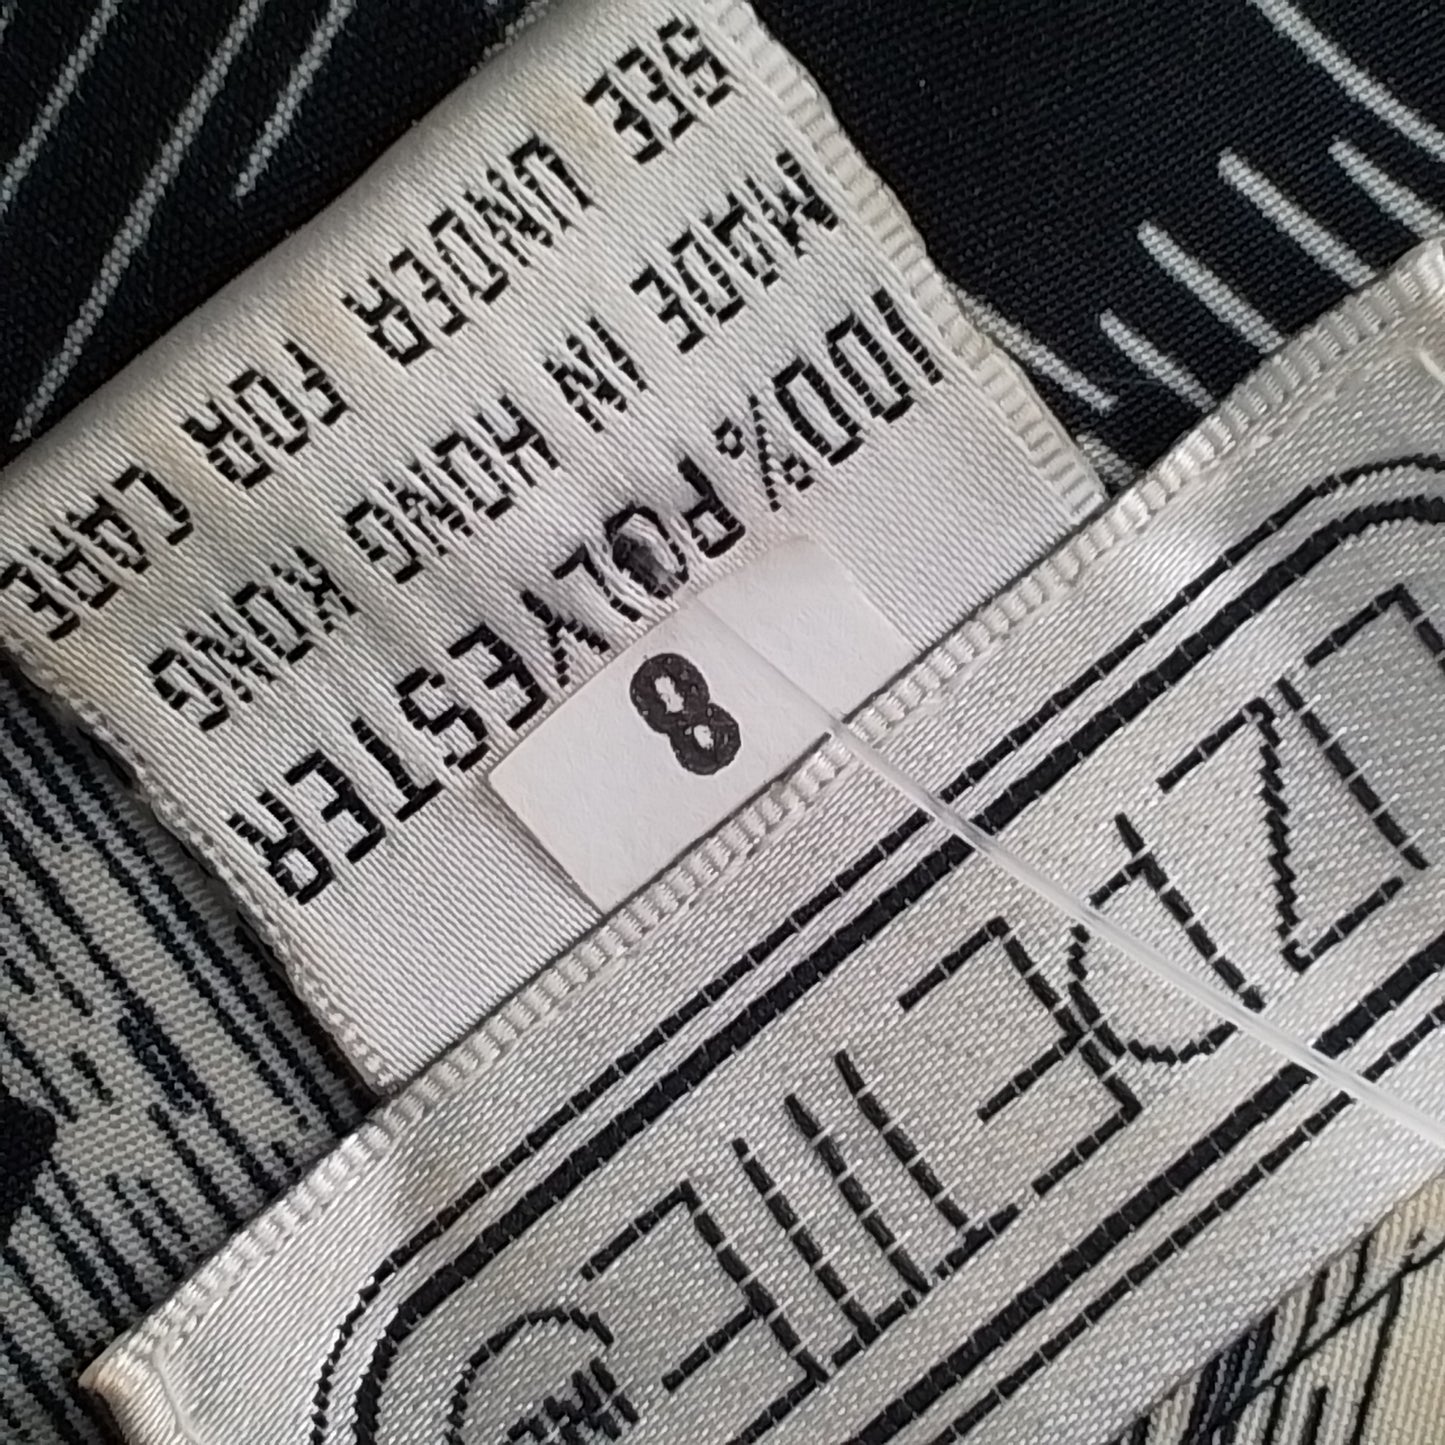 8
100% POLYESTER
MADE IN HONG KONG
SEE UNDER FOR CARE